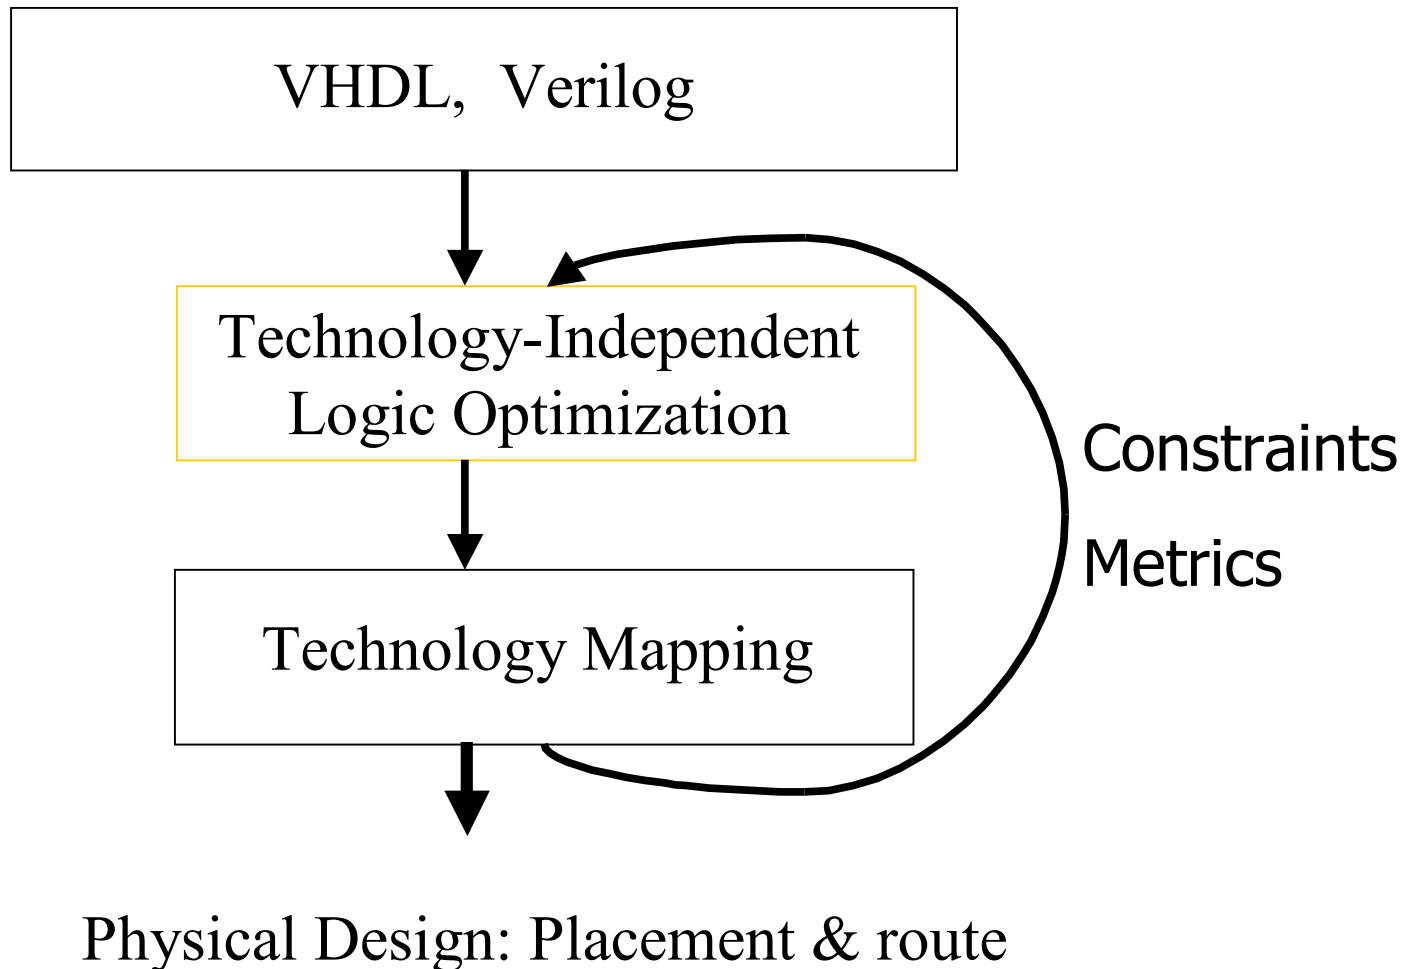 VHDL, Verilog
Technology-Independent
Logic Optimization
Constraints
Metrics
Technology Mapping
Physical Design: Placement & route